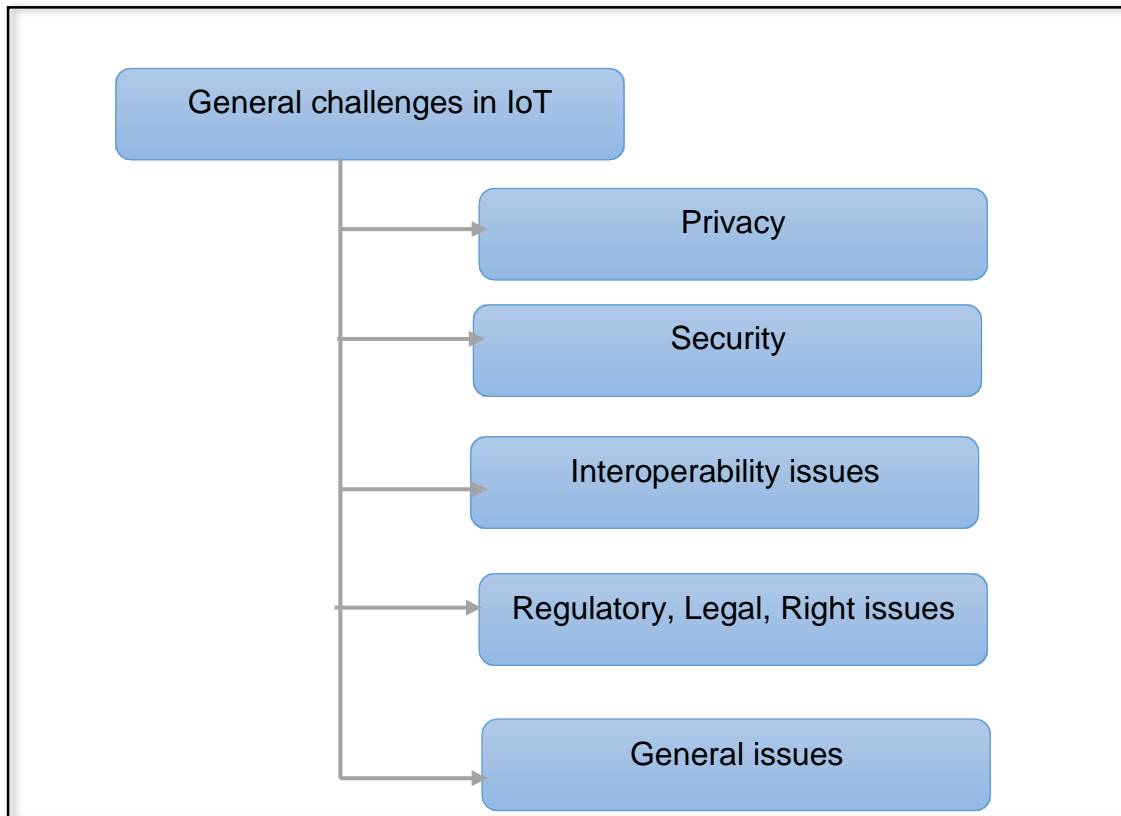 General challenges in IoT
Privacy
Security
Interoperability issues
Regulatory, Legal, Right issues
General issues